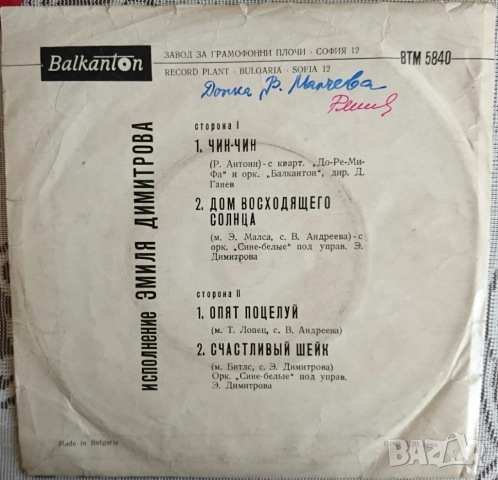 Balkanton
ЗАВОД ЗА ГРАМОФОННИ ПЛОЧИ · СОФИЯ 12
ВТМ 5840
RECORD PLANT · BULGARIA · SOFIA 12
Донка В. Малчева
исполнение ЭМИЛЯ ДИМИТРОВА
сторона I
1. ЧИН-ЧИН
(Р. Антони) - с кварт. „До-Ре-Ми-
Фа" и орк. „Балкантон", дир. Д.
Ганев
2. ДОМ ВОСХОДЯЩЕГО
СОЛНЦА
(м. Э. Малса, с. В. Андреева) - с
орк. „Сине-белые" под управ. Э.
Димитрова
сторона II
1. ОПЯТ ПОЦЕЛУЙ
(м. Т. Лопец, с. В. Андреева)
2. СЧАСТЛИВЫЙ ШЕЙК
(м. Битлс, с. Э. Димитрова)
Орк. „Сине-белые" под управ.
Э. Димитрова
Made in Bulgaria
BAZAR